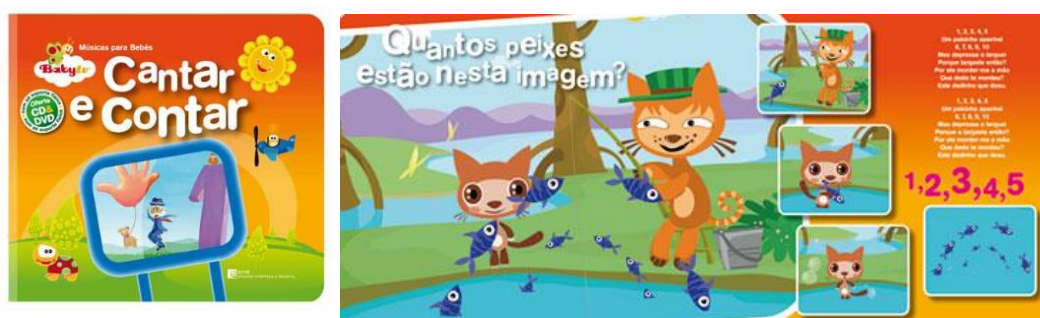 Músicas para Bebés
Babytv
Cantar
e Contar
Oferta
CD&
DVD
Quantos peixes
estão nesta imagem?
1, 2, 3, 4, 5
Um peixinho apanhei
6, 7, 8, 9, 10
Mas depressa o larguei
Porque largaste então?
Por ele morder-me a mão
Que dedo te mordeu?
Este dedinho que doeu.
1, 2, 3, 4, 5
Um peixinho apanhei
6, 7, 8, 9, 10
Mas depressa o larguei
Porque o largaste então?
Por ele morder-me a mão
Que dedo te mordeu?
Este dedinho que doeu.
1,2,3,4,5